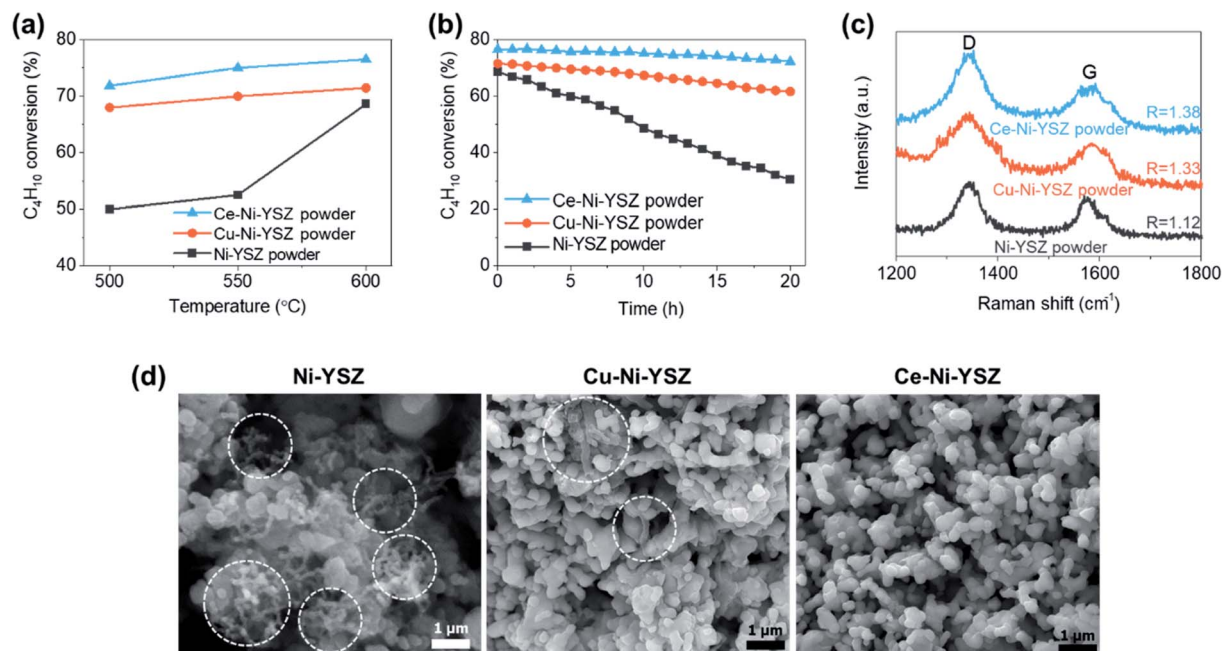 (a)
80
70
60
50
40
C₄H₁₀ conversion (%)
Ce-Ni-YSZ powder
Cu-Ni-YSZ powder
Ni-YSZ powder
500 550 600
Temperature (°C)
(b)
80
60
40
20
0
C₄H₁₀ conversion (%)
Ce-Ni-YSZ powder
Cu-Ni-YSZ powder
Ni-YSZ powder
0 5 10 15 20
Time (h)
(c)
Intensity (a.u.)
D
G
R=1.38
Ce-Ni-YSZ powder
R=1.33
Cu-Ni-YSZ powder
R=1.12
Ni-YSZ powder
1200 1400 1600 1800
Raman shift (cm⁻¹)
(d)
Ni-YSZ
Cu-Ni-YSZ
Ce-Ni-YSZ
1 µm
1 µm
1 µm